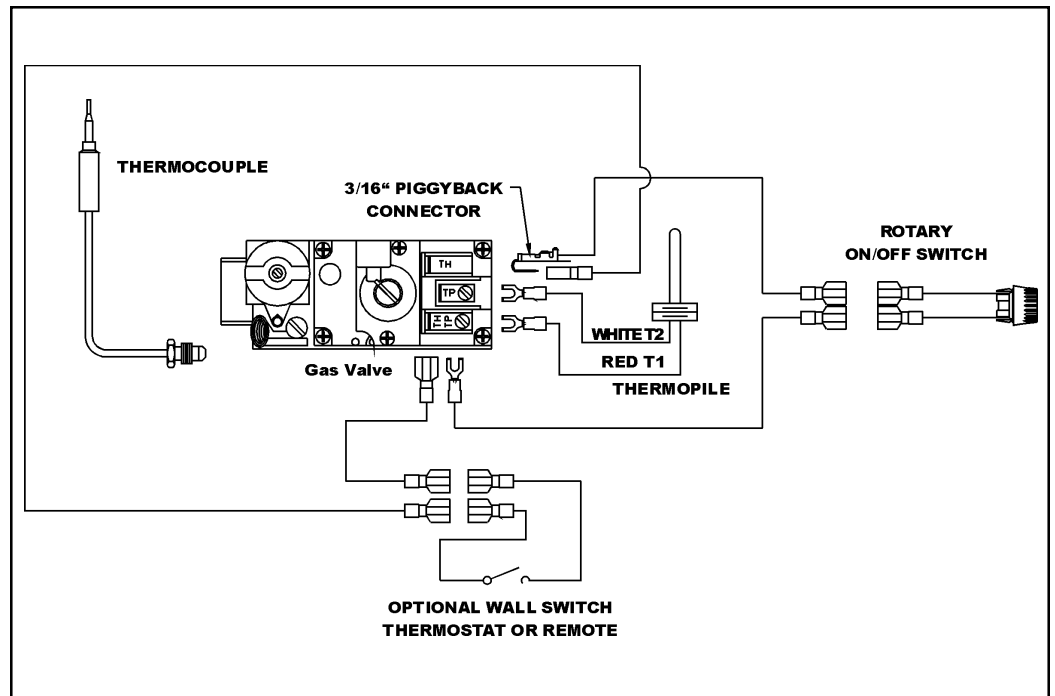 THERMOCOUPLE
3/16“ PIGGYBACK
CONNECTOR
ROTARY
ON/OFF SWITCH
TH
TP
TH
TP
WHITE T2
RED T1
THERMOPILE
Gas Valve
OPTIONAL WALL SWITCH
THERMOSTAT OR REMOTE